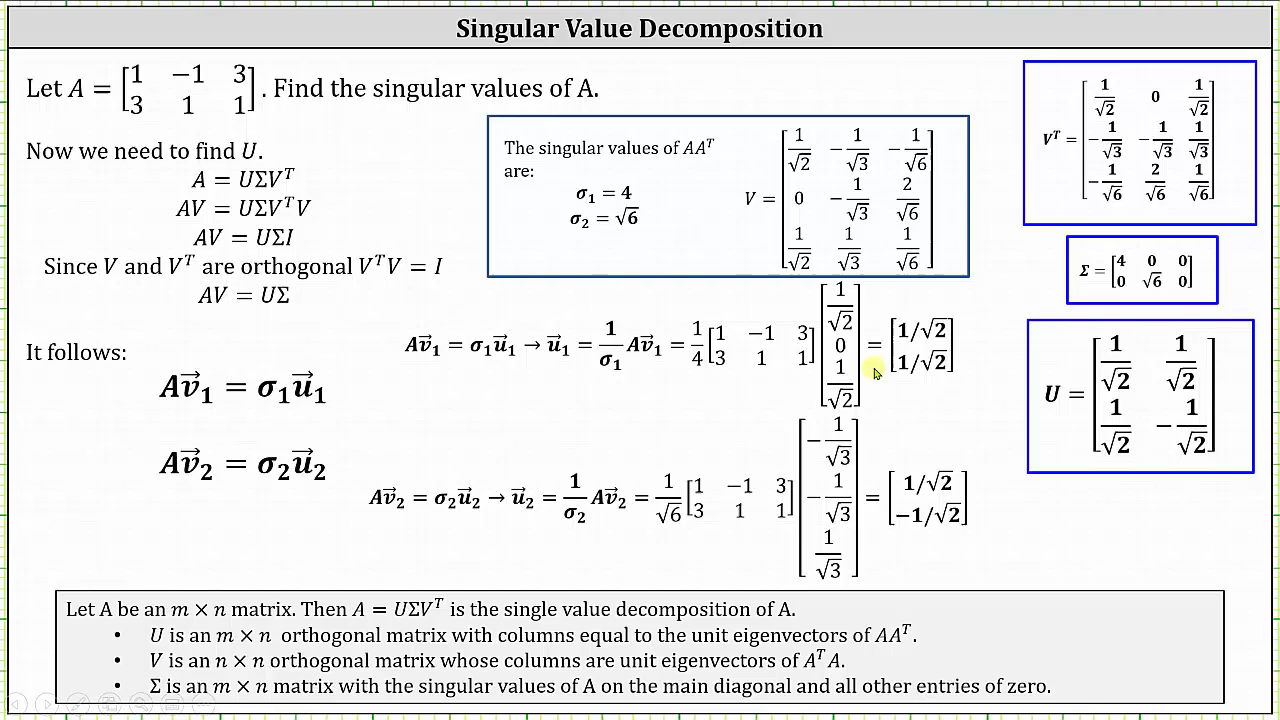 Singular Value Decomposition
Let A = [1 −1 3; 3 1 1]. Find the singular values of A.
Now we need to find U.
A = UΣVᵀ
AV = UΣVᵀV
AV = UΣI
Since V and Vᵀ are orthogonal VᵀV = I
AV = UΣ
It follows:
Av⃗₁ = σ₁u⃗₁
Av⃗₂ = σ₂u⃗₂
The singular values of AAᵀ
are:
σ₁ = 4
σ₂ = √6
V = [1/√2 −1/√3 −1/√6; 0 −1/√3 2/√6; 1/√2 1/√3 1/√6]
Av⃗₁ = σ₁u⃗₁ → u⃗₁ = 1/σ₁ Av⃗₁ = 1/4 [1 −1 3; 3 1 1] [1/√2; 0; 1/√2] = [1/√2; 1/√2]
Av⃗₂ = σ₂u⃗₂ → u⃗₂ = 1/σ₂ Av⃗₂ = 1/√6 [1 −1 3; 3 1 1] [−1/√3; −1/√3; 1/√3] = [1/√2; −1/√2]
Vᵀ = [1/√2 0 1/√2; −1/√3 −1/√3 1/√3; −1/√6 2/√6 1/√6]
Σ = [4 0 0; 0 √6 0]
U = [1/√2 1/√2; 1/√2 −1/√2]
Let A be an m × n matrix. Then A = UΣVᵀ is the single value decomposition of A.
• U is an m × n orthogonal matrix with columns equal to the unit eigenvectors of AAᵀ.
• V is an n × n orthogonal matrix whose columns are unit eigenvectors of AᵀA.
• Σ is an m × n matrix with the singular values of A on the main diagonal and all other entries of zero.